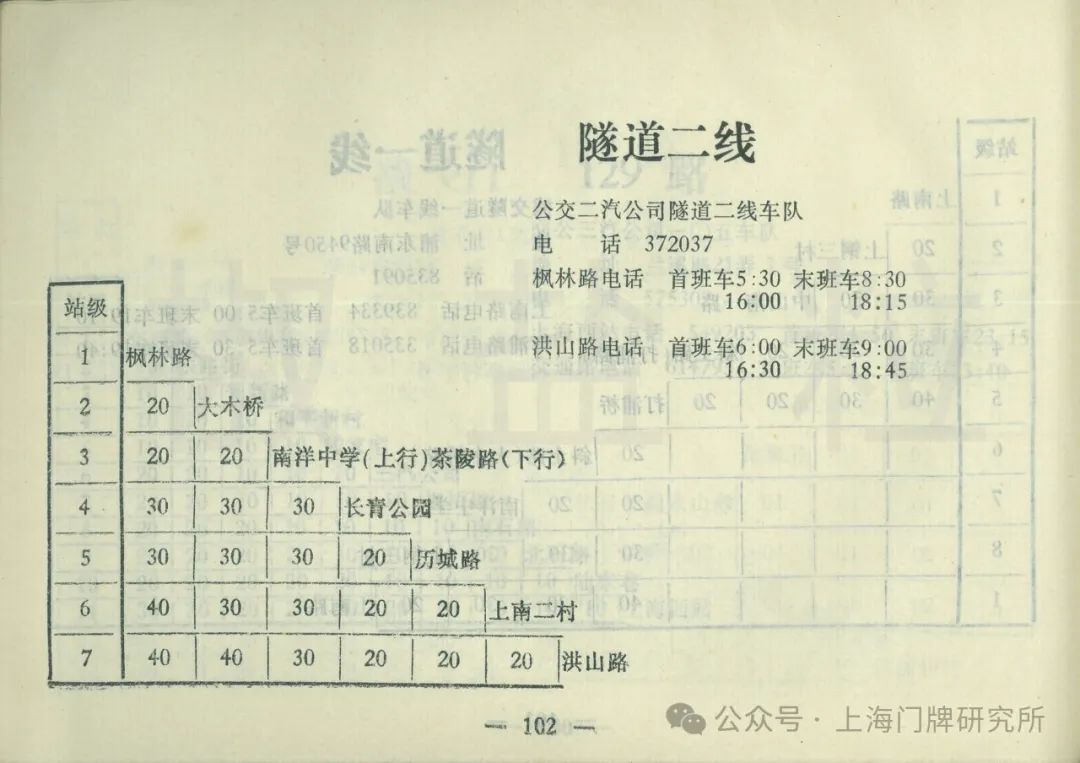 隧道二线
公交二汽公司隧道二线车队
电 话 372037
枫林路电话 首班车5:30 末班车8:30
16:00 18:15
洪山路电话 首班车6:00 末班车9:00
16:30 18:45
站级
1 枫林路
2 20 大木桥
3 20 20 南洋中学(上行)茶陵路(下行)
4 30 30 30 长青公园
5 30 30 30 20 历城路
6 40 30 30 20 20 上南二村
7 40 40 30 20 20 20 洪山路
— 102 —
公众号·上海门牌研究所